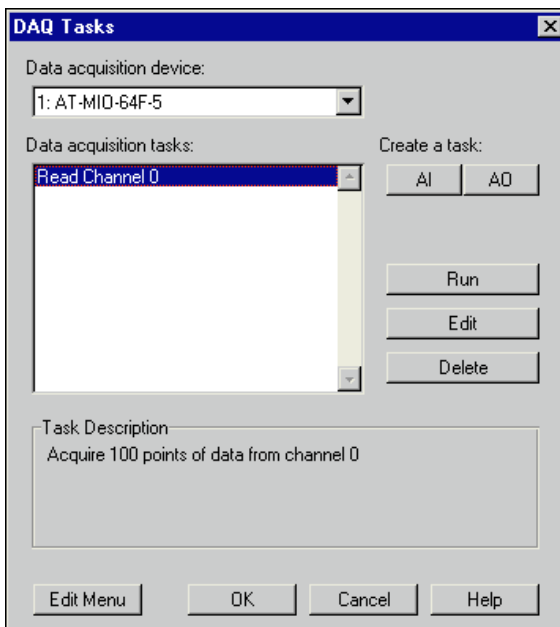 DAQ Tasks
Data acquisition device:
1: AT-MIO-64F-5
Data acquisition tasks:
Create a task:
Read Channel 0
AI
AO
Run
Edit
Delete
Task Description
Acquire 100 points of data from channel 0
Edit Menu
OK
Cancel
Help